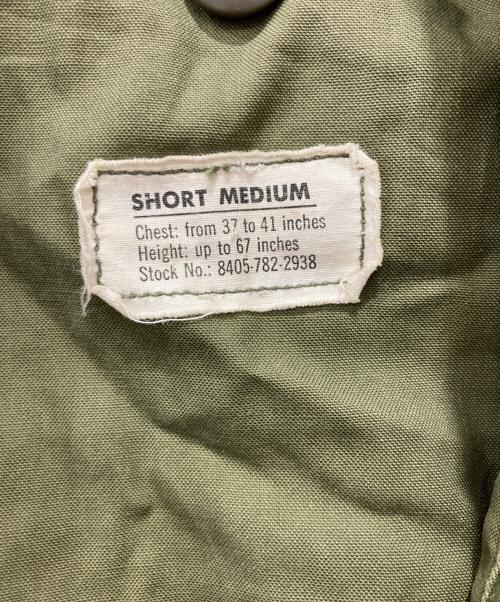 SHORT MEDIUM
Chest: from 37 to 41 inches
Height: up to 67 inches
Stock No.: 8405-782-2938